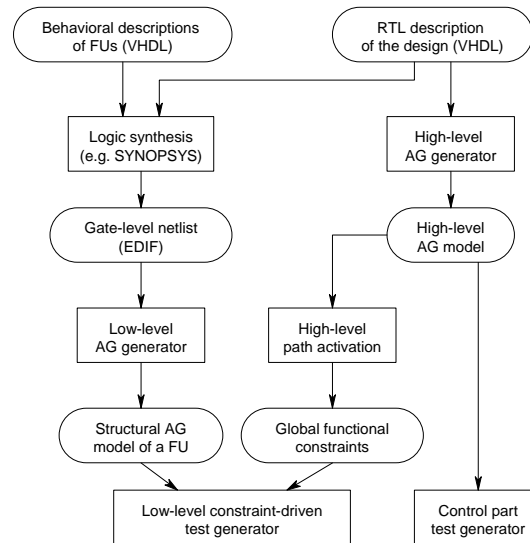 Behavioral descriptions
of FUs (VHDL)
RTL description
of the design (VHDL)
Logic synthesis
(e.g. SYNOPSYS)
High-level
AG generator
Gate-level netlist
(EDIF)
High-level
AG model
Low-level
AG generator
High-level
path activation
Structural AG
model of a FU
Global functional
constraints
Low-level constraint-driven
test generator
Control part
test generator